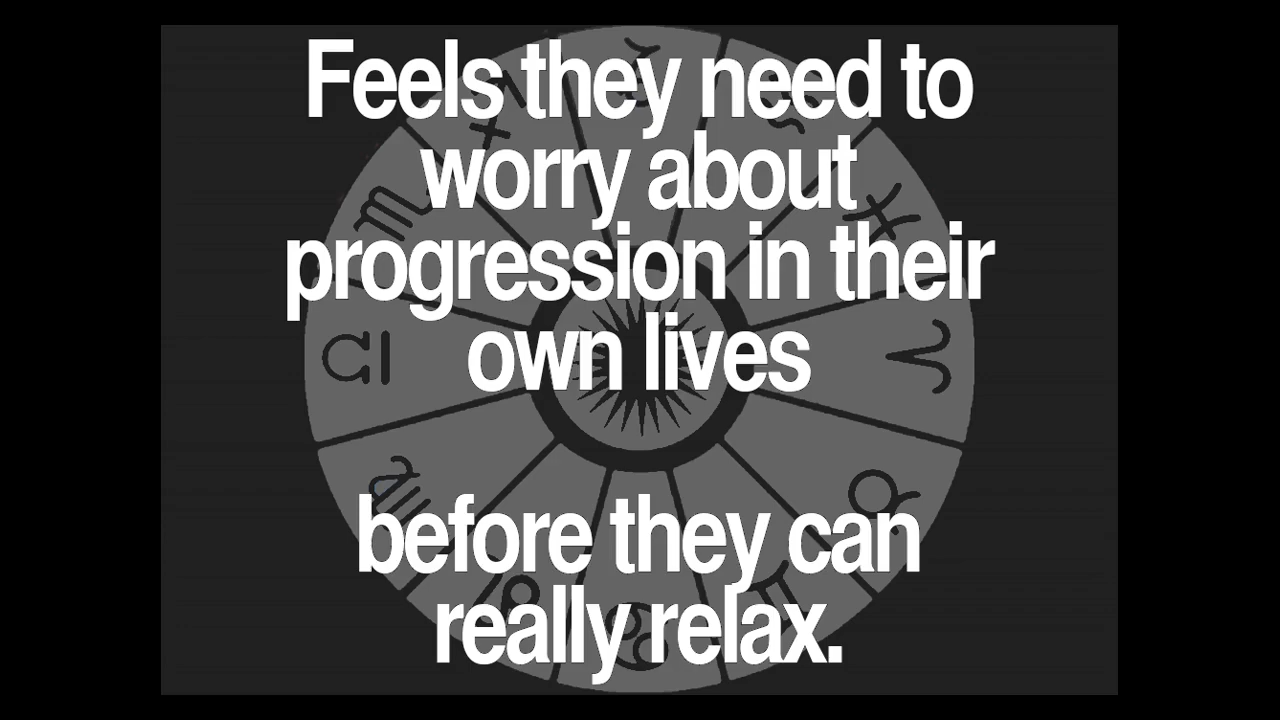 Feels they need to
worry about
progression in their
own lives
before they can
really relax.